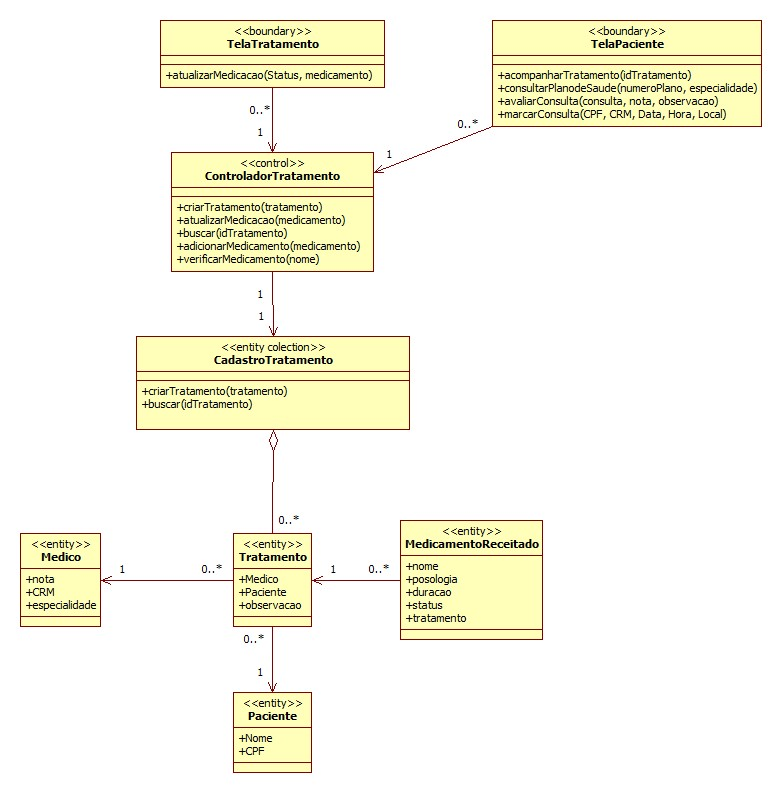 <<boundary>>
TelaTratamento
+atualizarMedicacao(Status, medicamento)
<<boundary>>
TelaPaciente
+acompanharTratamento(idTratamento)
+consultarPlanodeSaude(numeroPlano, especialidade)
+avaliarConsulta(consulta, nota, observacao)
+marcarConsulta(CPF, CRM, Data, Hora, Local)
0..*
1
0..*
1
<<control>>
ControladorTratamento
+criarTratamento(tratamento)
+atualizarMedicacao(medicamento)
+buscar(idTratamento)
+adicionarMedicamento(medicamento)
+verificarMedicamento(nome)
1
1
<<entity colection>>
CadastroTratamento
+criarTratamento(tratamento)
+buscar(idTratamento)
0..*
<<entity>>
Medico
+nota
+CRM
+especialidade
1
0..*
<<entity>>
Tratamento
+Medico
+Paciente
+observacao
1
0..*
<<entity>>
MedicamentoReceitado
+nome
+posologia
+duracao
+status
+tratamento
0..*
1
<<entity>>
Paciente
+Nome
+CPF